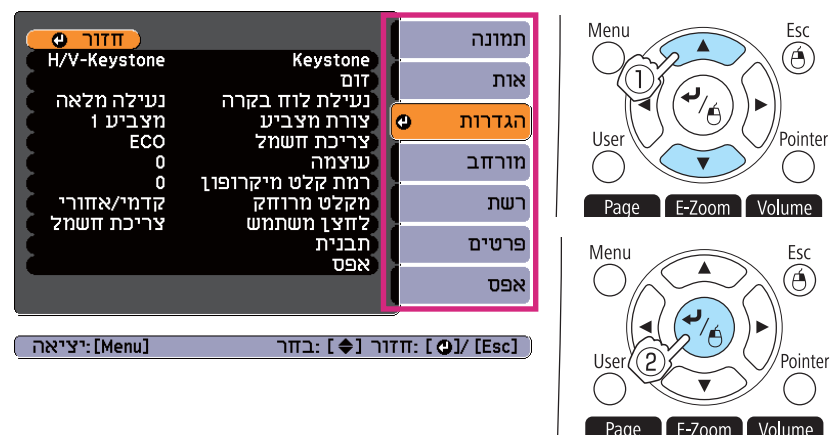 חזור
Keystone H/V-Keystone
זום
נעילת לוח בקרה נעילה מלאה
צורת מצביע מצביע 1
צריכת חשמל ECO
עוצמה 0
רמת קלט מיקרופון 0
מקלט מרוחק קדמי/אחורי
לחצן משתמש צריכת חשמל
תבנית
אפס
תמונה
אות
הגדרות
מורחב
רשת
פרטים
אפס
[Esc] /[ ]: חזור [ ]: בחר [Menu]: יציאה
Menu Esc
1
User Pointer
Page E-Zoom Volume
Menu Esc
2
User Pointer
Page E-Zoom Volume